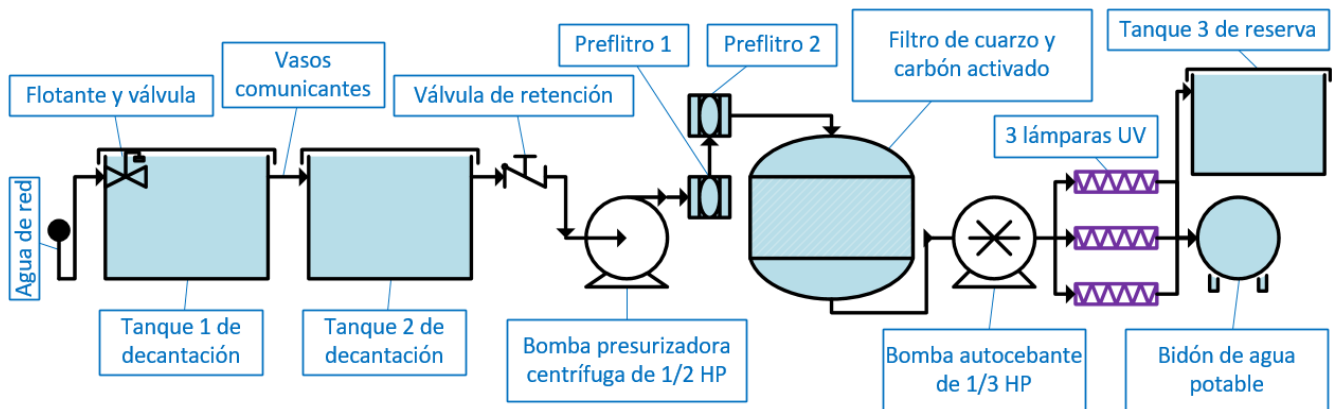 Preflitro 1
Preflitro 2
Filtro de cuarzo y
carbón activado
Tanque 3 de reserva
Vasos
comunicantes
Flotante y válvula
Válvula de retención
3 lámparas UV
Agua de red
Tanque 1 de
decantación
Tanque 2 de
decantación
Bomba presurizadora
centrífuga de 1/2 HP
Bomba autocebante
de 1/3 HP
Bidón de agua
potable